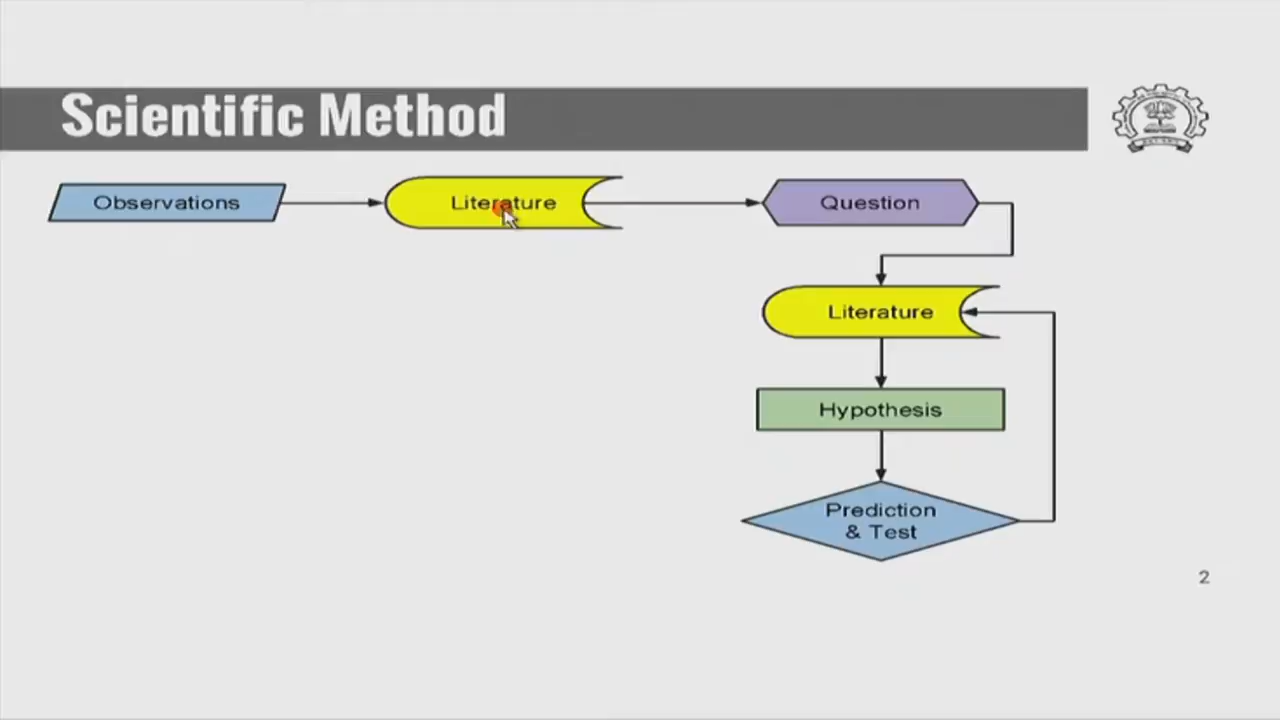 Scientific Method
Observations
Literature
Question
Literature
Hypothesis
Prediction
& Test
2